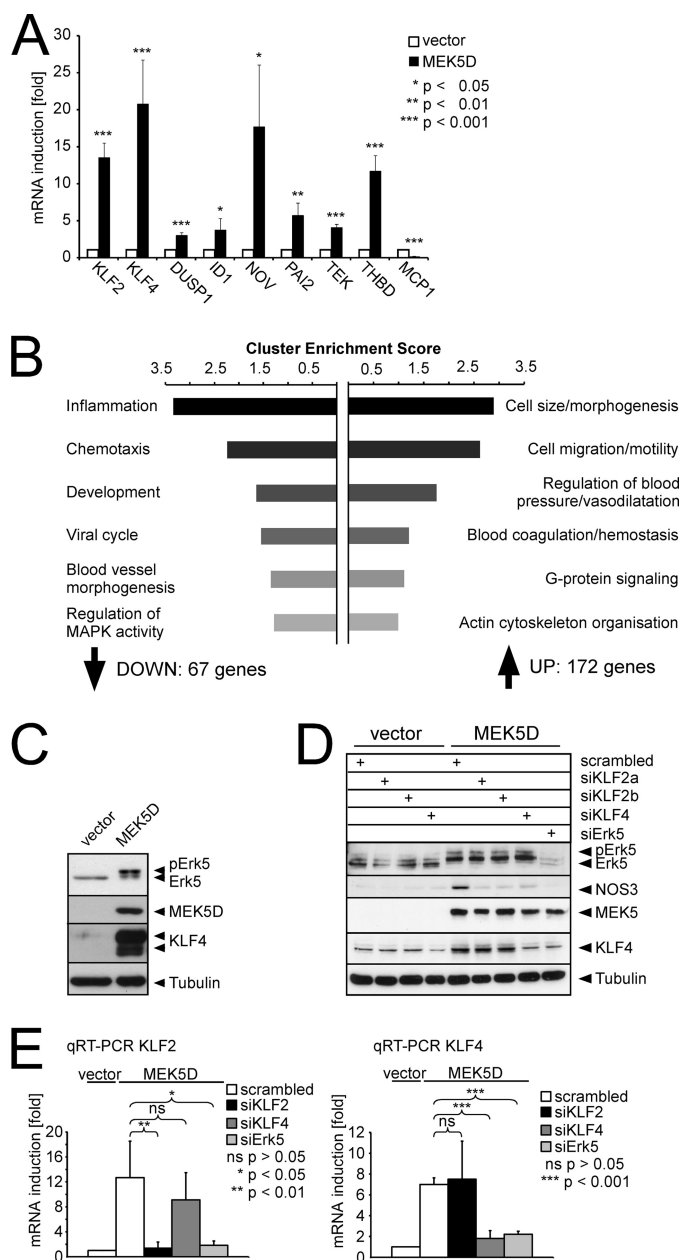 A
mRNA induction [fold]
30
25
20
15
10
5
0
*** *** *** * * ** *** *** ***
KLF2 KLF4 DUSP1 ID1 NOV PAI2 TEK THBD MCP1
vector
MEK5D
* p < 0.05
** p < 0.01
*** p < 0.001
B
Cluster Enrichment Score
3.5 2.5 1.5 0.5 0.5 1.5 2.5 3.5
Inflammation
Cell size/morphogenesis
Chemotaxis
Cell migration/motility
Development
Regulation of blood
pressure/vasodilatation
Viral cycle
Blood coagulation/hemostasis
Blood vessel
morphogenesis
G-protein signaling
Regulation of
MAPK activity
Actin cytoskeleton organisation
DOWN: 67 genes
UP: 172 genes
C
vector MEK5D
pErk5
Erk5
MEK5D
KLF4
Tubulin
D
vector MEK5D
+ + scrambled
+ + siKLF2a
+ + siKLF2b
+ + siKLF4
+ siErk5
pErk5
Erk5
NOS3
MEK5
KLF4
Tubulin
E
qRT-PCR KLF2
vector MEK5D
mRNA induction [fold]
20
16
12
8
4
0
*
ns
**
scrambled
siKLF2
siKLF4
siErk5
ns p > 0.05
* p < 0.05
** p < 0.01
qRT-PCR KLF4
vector MEK5D
mRNA induction [fold]
12
10
8
6
4
2
0
***
***
ns
scrambled
siKLF2
siKLF4
siErk5
ns p > 0.05
*** p < 0.001